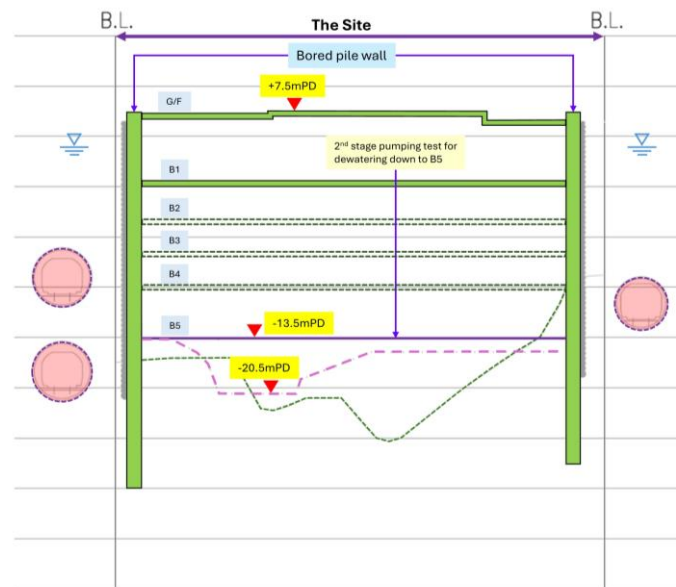 B.L.
The Site
B.L.
Bored pile wall
+7.5mPD
G/F
2nd stage pumping test for
dewatering down to B5
B1
B2
B3
B4
B5
-13.5mPD
-20.5mPD